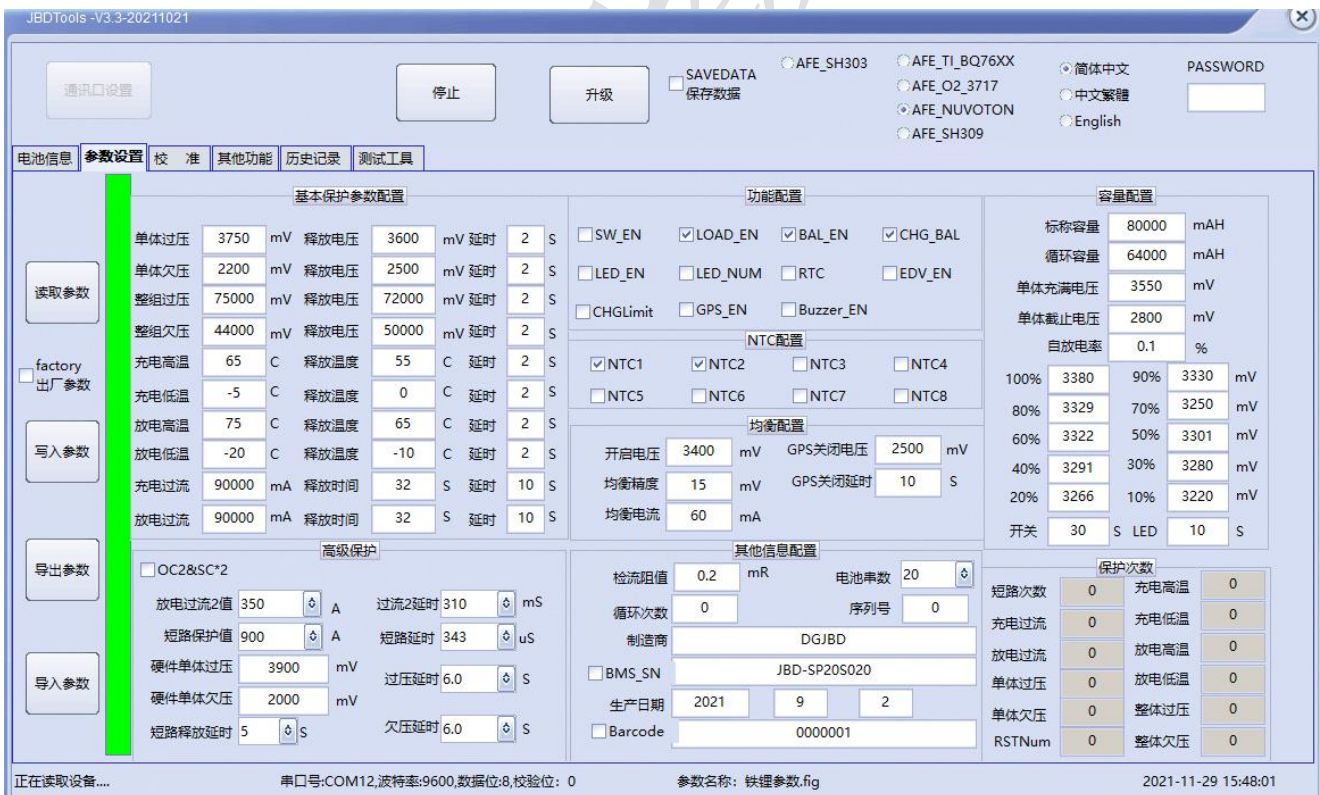 JBDTools -V3.3-20211021
通讯口设置
停止
升级
SAVEDATA
保存数据
AFE_SH303
AFE_TI_BQ76XX
AFE_O2_3717
AFE_NUVOTON
AFE_SH309
简体中文
中文繁體
English
PASSWORD
电池信息 参数设置 校 准 其他功能 历史记录 测试工具
读取参数
factory
出厂参数
写入参数
导出参数
导入参数
基本保护参数配置
单体过压 3750 mV 释放电压 3600 mV 延时 2 S
单体欠压 2200 mV 释放电压 2500 mV 延时 2 S
整组过压 75000 mV 释放电压 72000 mV 延时 2 S
整组欠压 44000 mV 释放电压 50000 mV 延时 2 S
充电高温 65 C 释放温度 55 C 延时 2 S
充电低温 -5 C 释放温度 0 C 延时 2 S
放电高温 75 C 释放温度 65 C 延时 2 S
放电低温 -20 C 释放温度 -10 C 延时 2 S
充电过流 90000 mA 释放时间 32 S 延时 10 S
放电过流 90000 mA 释放时间 32 S 延时 10 S
高级保护
OC2&SC*2
放电过流2值 350 A 过流2延时 310 mS
短路保护值 900 A 短路延时 343 uS
硬件单体过压 3900 mV 过压延时 6.0 S
硬件单体欠压 2000 mV
短路释放延时 5 S 欠压延时 6.0 S
功能配置
SW_EN LOAD_EN BAL_EN CHG_BAL
LED_EN LED_NUM RTC EDV_EN
CHGLimit GPS_EN Buzzer_EN
NTC配置
NTC1 NTC2 NTC3 NTC4
NTC5 NTC6 NTC7 NTC8
均衡配置
开启电压 3400 mV GPS关闭电压 2500 mV
均衡精度 15 mV GPS关闭延时 10 S
均衡电流 60 mA
其他信息配置
检流阻值 0.2 mR 电池串数 20
循环次数 0 序列号 0
制造商 DGJBD
BMS_SN JBD-SP20S020
生产日期 2021 9 2
Barcode 0000001
容量配置
标称容量 80000 mAH
循环容量 64000 mAH
单体充满电压 3550 mV
单体截止电压 2800 mV
自放电率 0.1 %
100% 3380 90% 3330 mV
80% 3329 70% 3250 mV
60% 3322 50% 3301 mV
40% 3291 30% 3280 mV
20% 3266 10% 3220 mV
开关 30 S LED 10 S
保护次数
短路次数 0 充电高温 0
充电过流 0 充电低温 0
放电过流 0 放电高温 0
单体过压 0 放电低温 0
单体欠压 0 整体过压 0
RSTNum 0 整体欠压 0
正在读取设备.... 串口号:COM12,波特率:9600,数据位:8,校验位: 0 参数名称: 铁锂参数.fig 2021-11-29 15:48:01